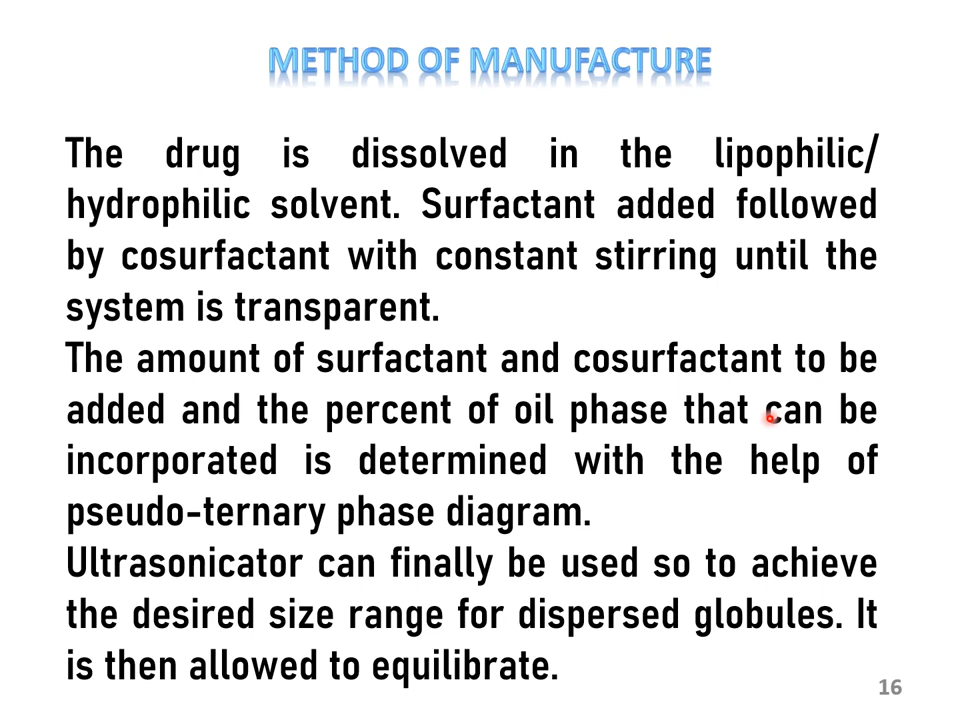 METHOD OF MANUFACTURE
The drug is dissolved in the lipophilic/
hydrophilic solvent. Surfactant added followed
by cosurfactant with constant stirring until the
system is transparent.
The amount of surfactant and cosurfactant to be
added and the percent of oil phase that can be
incorporated is determined with the help of
pseudo-ternary phase diagram.
Ultrasonicator can finally be used so to achieve
the desired size range for dispersed globules. It
is then allowed to equilibrate.
16